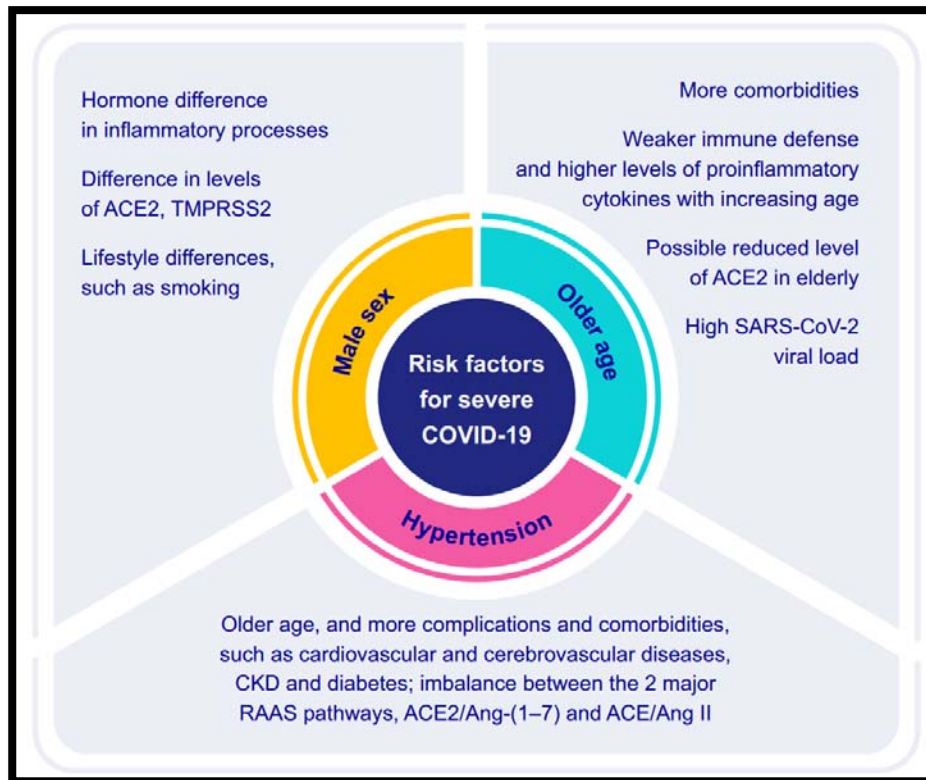 Hormone difference
in inflammatory processes
Difference in levels
of ACE2, TMPRSS2
Lifestyle differences,
such as smoking
More comorbidities
Weaker immune defense
and higher levels of proinflammatory
cytokines with increasing age
Possible reduced level
of ACE2 in elderly
High SARS-CoV-2
viral load
Male sex
Older age
Risk factors
for severe
COVID-19
Hypertension
Older age, and more complications and comorbidities,
such as cardiovascular and cerebrovascular diseases,
CKD and diabetes; imbalance between the 2 major
RAAS pathways, ACE2/Ang-(1–7) and ACE/Ang II